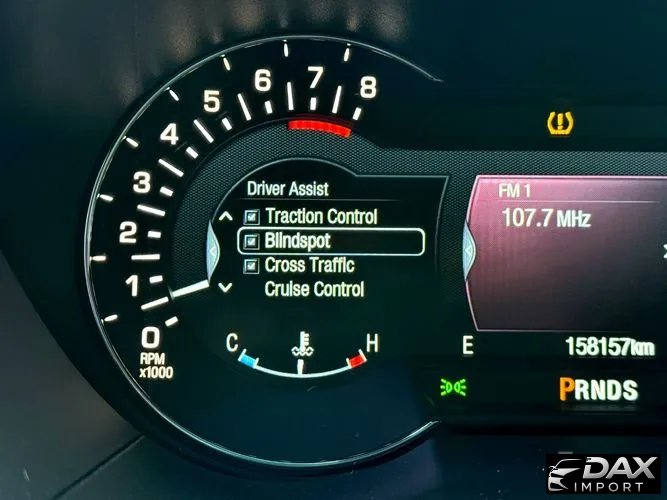 8
7
6
5
4
3
2
1
0
RPM
x1000
Driver Assist
Traction Control
Blindspot
Cross Traffic
Cruise Control
C H
FM 1
107.7 MHz
E 158157km
PRNDS
DAX
IMPORT